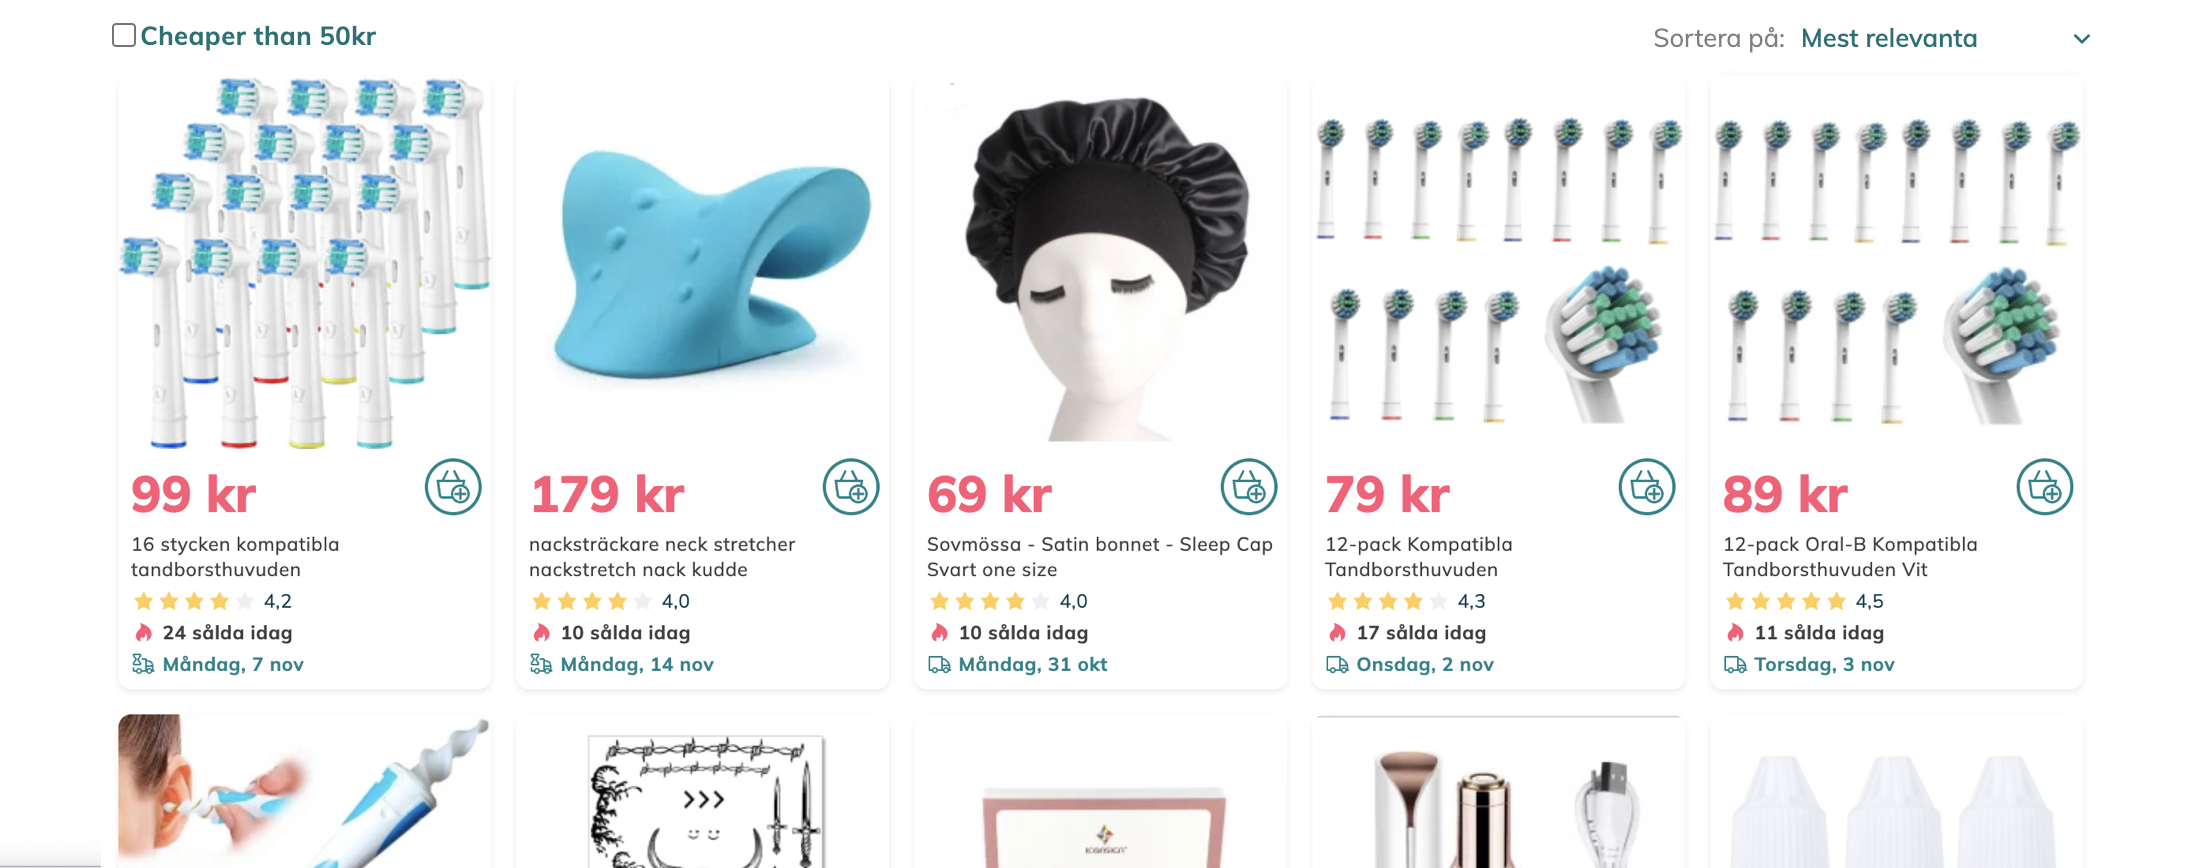 Cheaper than 50kr
Sortera på: Mest relevanta
99 kr
16 stycken kompatibla
tandborsthuvuden
4,2
24 sålda idag
Måndag, 7 nov
179 kr
nacksträckare neck stretcher
nackstretch nack kudde
4,0
10 sålda idag
Måndag, 14 nov
69 kr
Sovmössa - Satin bonnet - Sleep Cap
Svart one size
4,0
10 sålda idag
Måndag, 31 okt
79 kr
12-pack Kompatibla
Tandborsthuvuden
4,3
17 sålda idag
Onsdag, 2 nov
89 kr
12-pack Oral-B Kompatibla
Tandborsthuvuden Vit
4,5
11 sålda idag
Torsdag, 3 nov